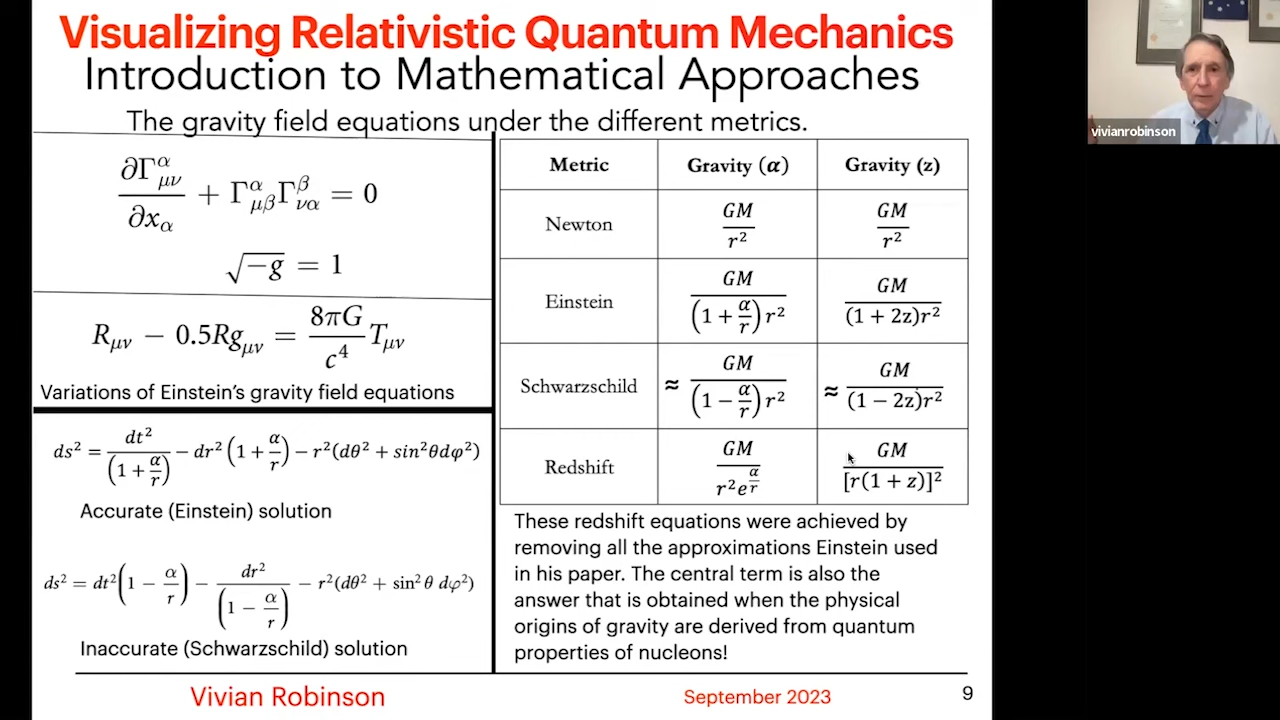 Visualizing Relativistic Quantum Mechanics
Introduction to Mathematical Approaches
The gravity field equations under the different metrics.
∂Γ^α_μν/∂x_α + Γ^α_μβ Γ^β_να = 0
√−g = 1
R_μν − 0.5Rg_μν = 8πG/c⁴ T_μν
Variations of Einstein's gravity field equations
ds² = dt²/(1 + α/r) − dr²(1 + α/r) − r²(dθ² + sin²θdφ²)
Accurate (Einstein) solution
ds² = dt²(1 − α/r) − dr²/(1 − α/r) − r²(dθ² + sin²θ dφ²)
Inaccurate (Schwarzschild) solution
Metric Gravity (α) Gravity (z)
Newton GM/r² GM/r²
Einstein GM/((1 + α/r)r²) GM/((1 + 2z)r²)
Schwarzschild ≈ GM/((1 − α/r)r²) ≈ GM/((1 − 2z)r²)
Redshift GM/(r²e^(α/r)) GM/[r(1 + z)]²
These redshift equations were achieved by
removing all the approximations Einstein used
in his paper. The central term is also the
answer that is obtained when the physical
origins of gravity are derived from quantum
properties of nucleons!
Vivian Robinson
September 2023
9
vivianrobinson